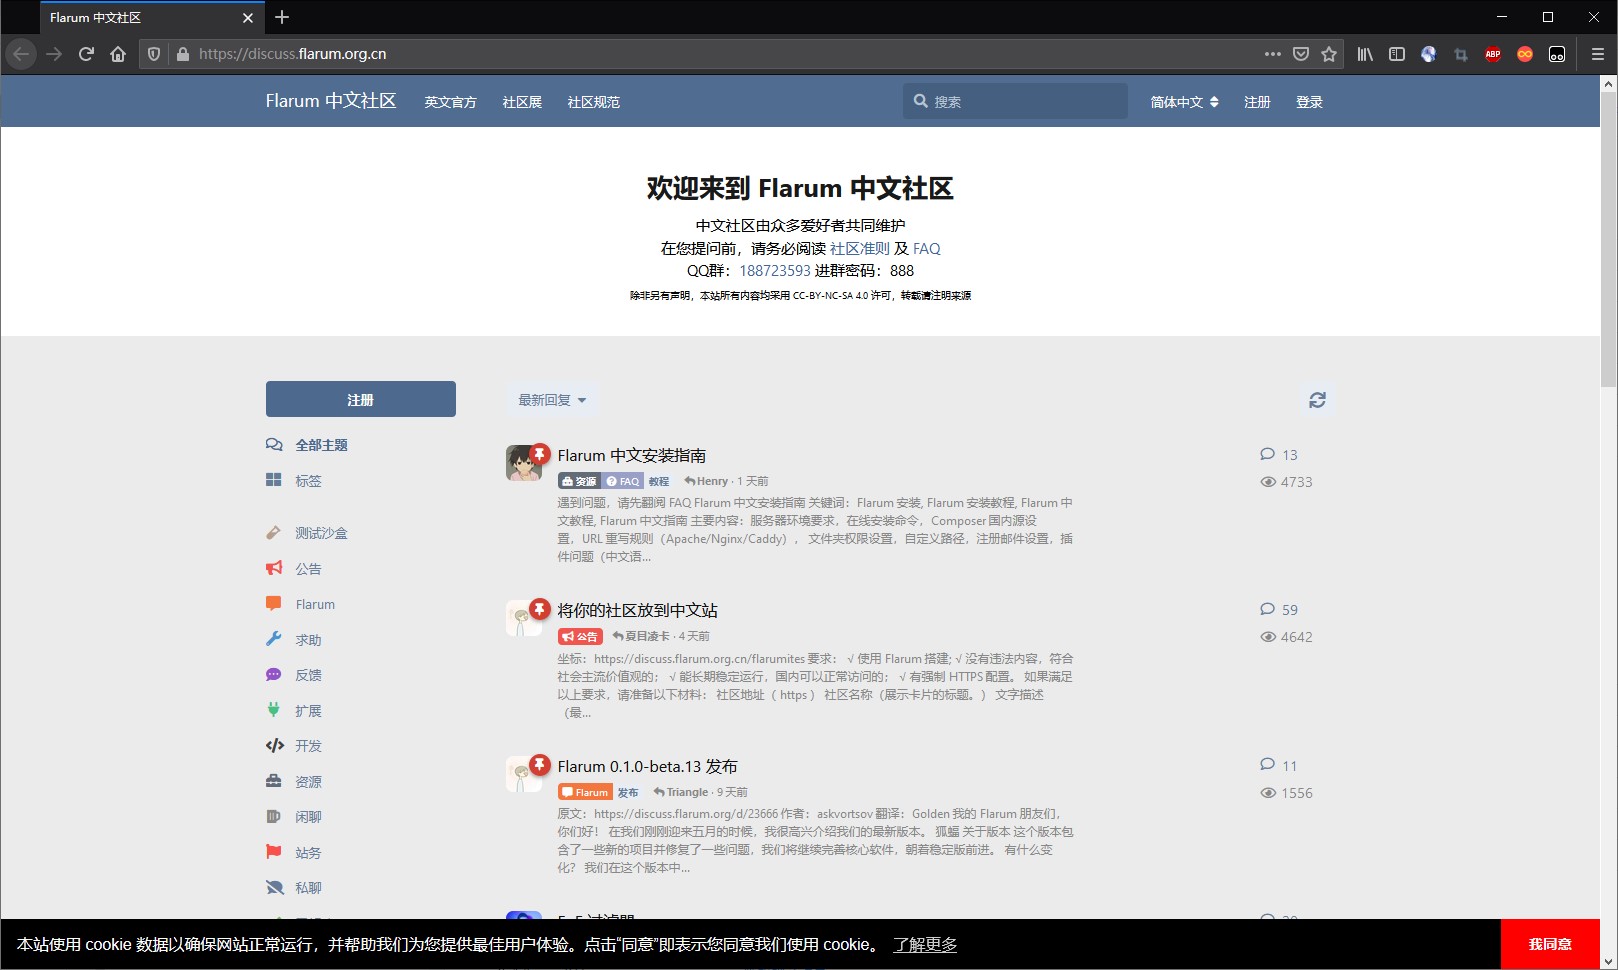 Flarum 中文社区
https://discuss.flarum.org.cn
ABP
Flarum 中文社区 英文官方 社区展 社区规范 搜索 简体中文 注册 登录
欢迎来到 Flarum 中文社区
中文社区由众多爱好者共同维护
在您提问前，请务必阅读 社区准则 及 FAQ
QQ群：188723593 进群密码：888
除非另有声明，本站所有内容均采用 CC-BY-NC-SA 4.0 许可，转载请注明来源
注册
全部主题
标签
测试沙盒
公告
Flarum
求助
反馈
扩展
开发
资源
闲聊
站务
私聊
最新回复
Flarum 中文安装指南
13
资源 FAQ 教程 Henry · 1 天前
4733
遇到问题，请先翻阅 FAQ Flarum 中文安装指南 关键词：Flarum 安装, Flarum 安装教程, Flarum 中
文教程, Flarum 中文指南 主要内容：服务器环境要求，在线安装命令，Composer 国内源设
置，URL 重写规则（Apache/Nginx/Caddy），文件夹权限设置，自定义路径，注册邮件设置，插
件问题（中文语...
将你的社区放到中文站
59
公告 夏目凌卡 · 4 天前
4642
坐标：https://discuss.flarum.org.cn/flarumites 要求： √ 使用 Flarum 搭建; √ 没有违法内容，符合
社会主流价值观的； √ 能长期稳定运行，国内可以正常访问的； √ 有强制 HTTPS 配置。 如果满足
以上要求，请准备以下材料： 社区地址（ https ） 社区名称（展示卡片的标题。） 文字描述
（最...
Flarum 0.1.0-beta.13 发布
11
Flarum 发布 Triangle · 9 天前
1556
原文：https://discuss.flarum.org/d/23666 作者：askvortsov 翻译：Golden 我的 Flarum 朋友们，
你们好！ 在我们刚刚迎来五月的时候，我很高兴介绍我们的最新版本。 狐蝠 关于版本 这个版本包
含了一些新的项目并修复了一些问题，我们将继续完善核心软件，朝着稳定版前进。 有什么变
化？ 我们在这个版本中...
本站使用 cookie 数据以确保网站正常运行，并帮助我们为您提供最佳用户体验。点击“同意”即表示您同意我们使用 cookie。 了解更多
我同意